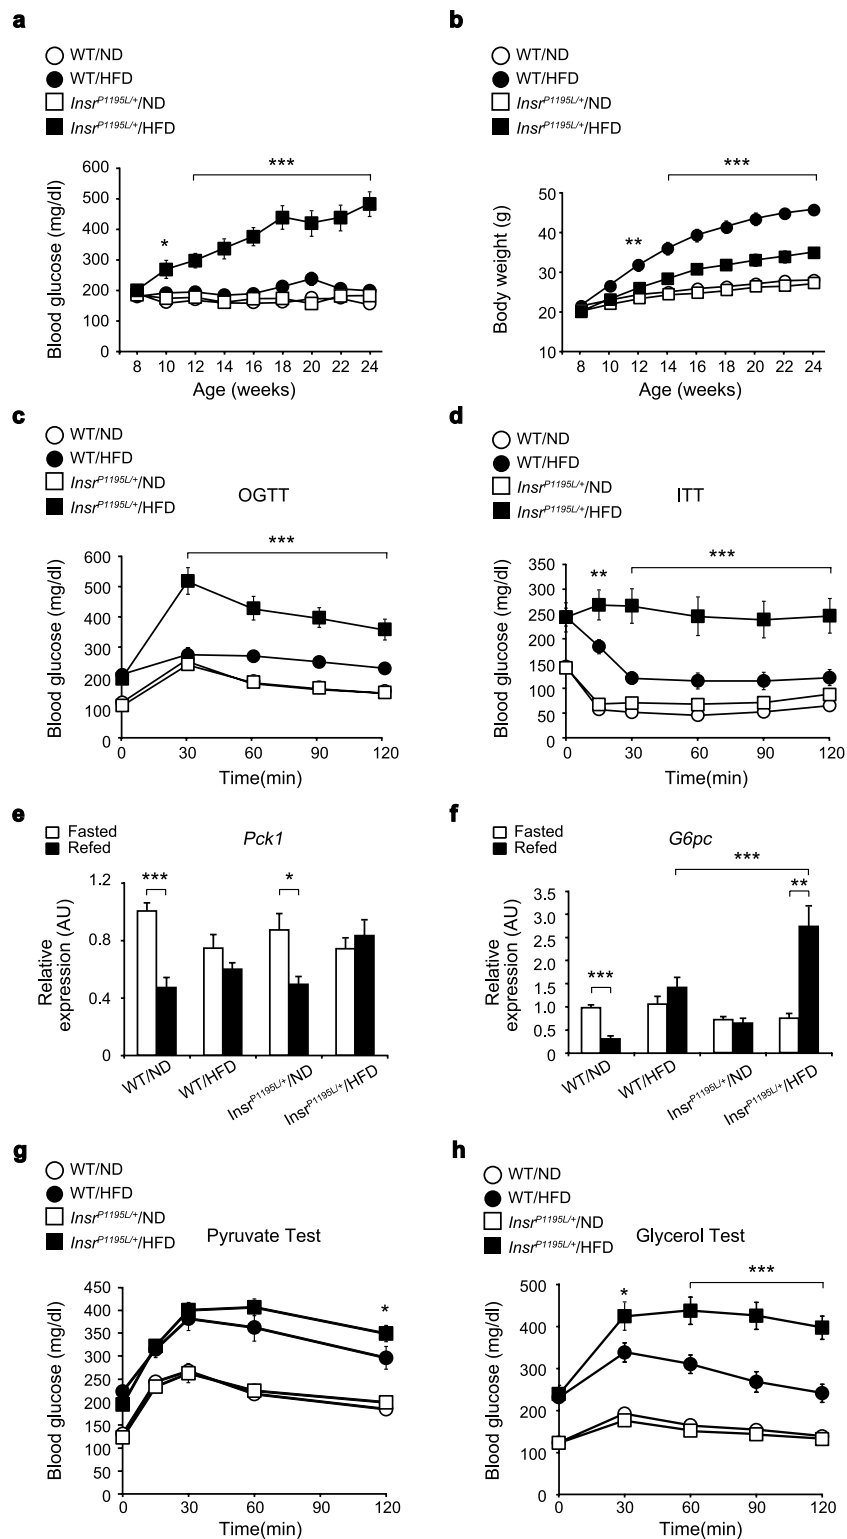 a
WT/ND
WT/HFD
Insr^P1195L/+/ND
Insr^P1195L/+/HFD
Blood glucose (mg/dl)
600
500
400
300
200
100
0
*
***
8 10 12 14 16 18 20 22 24
Age (weeks)
b
WT/ND
WT/HFD
Insr^P1195L/+/ND
Insr^P1195L/+/HFD
Body weight (g)
50
40
30
20
10
**
***
8 10 12 14 16 18 20 22 24
Age (weeks)
c
WT/ND
WT/HFD
Insr^P1195L/+/ND
Insr^P1195L/+/HFD
OGTT
Blood glucose (mg/dl)
600
500
400
300
200
100
0
***
0 30 60 90 120
Time(min)
d
WT/ND
WT/HFD
Insr^P1195L/+/ND
Insr^P1195L/+/HFD
ITT
Blood glucose (mg/dl)
350
300
250
200
150
100
50
0
**
***
0 30 60 90 120
Time(min)
e
Fasted
Refed
Pck1
Relative
expression (AU)
1.2
0.8
0.4
0
***
*
WT/ND
WT/HFD
Insr^P1195L/+/ND
Insr^P1195L/+/HFD
f
Fasted
Refed
G6pc
Relative
expression (AU)
3.5
3.0
2.5
2.0
1.5
1.0
0.5
0
***
***
**
WT/ND
WT/HFD
Insr^P1195L/+/ND
Insr^P1195L/+/HFD
g
WT/ND
WT/HFD
Insr^P1195L/+/ND
Insr^P1195L/+/HFD
Pyruvate Test
Blood glucose (mg/dl)
450
400
350
300
250
200
150
100
50
0
*
0 30 60 90 120
Time(min)
h
WT/ND
WT/HFD
Insr^P1195L/+/ND
Insr^P1195L/+/HFD
Glycerol Test
Blood glucose (mg/dl)
500
400
300
200
100
0
*
***
0 30 60 90 120
Time(min)